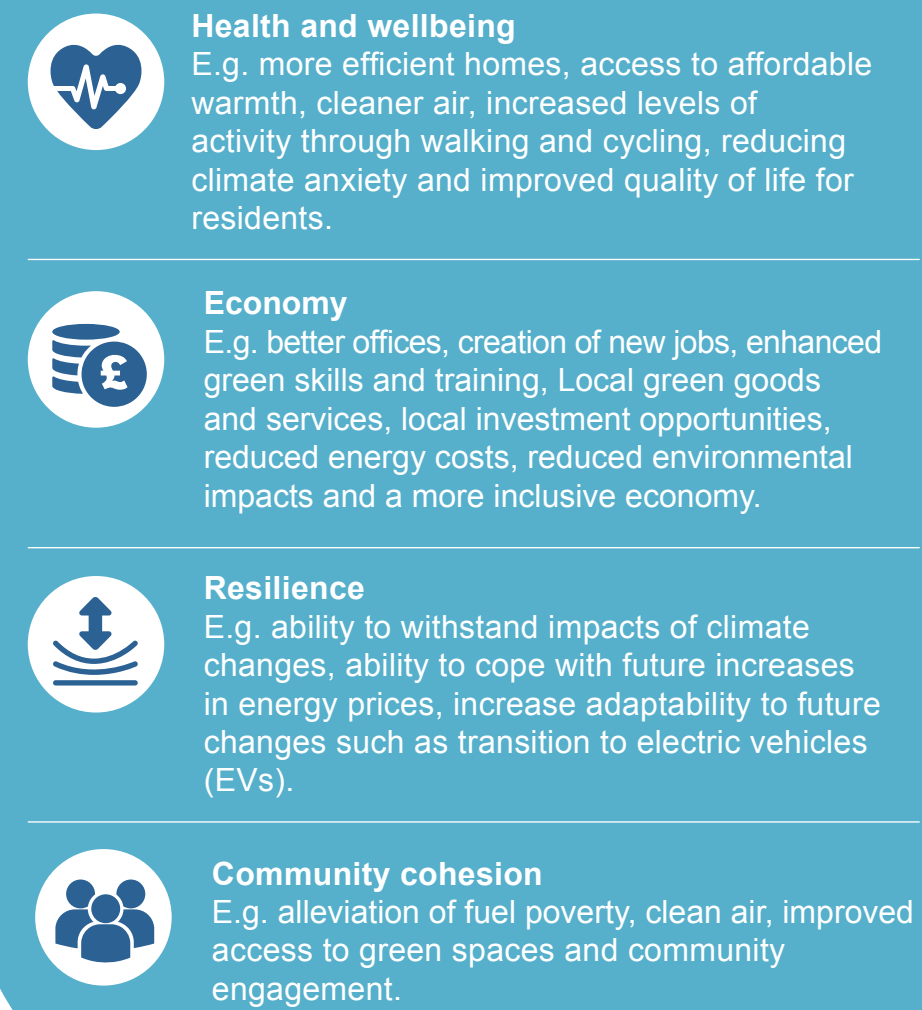 Health and wellbeing
E.g. more efficient homes, access to affordable
warmth, cleaner air, increased levels of
activity through walking and cycling, reducing
climate anxiety and improved quality of life for
residents.
Economy
E.g. better offices, creation of new jobs, enhanced
green skills and training, Local green goods
and services, local investment opportunities,
reduced energy costs, reduced environmental
impacts and a more inclusive economy.
£
Resilience
E.g. ability to withstand impacts of climate
changes, ability to cope with future increases
in energy prices, increase adaptability to future
changes such as transition to electric vehicles
(EVs).
Community cohesion
E.g. alleviation of fuel poverty, clean air, improved
access to green spaces and community
engagement.